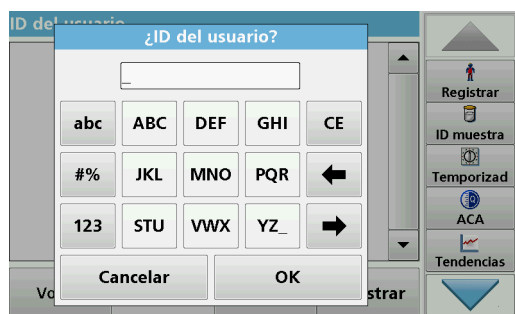 ID del usuario
¿ID del usuario?
_
abc ABC DEF GHI CE
#% JKL MNO PQR
123 STU VWX YZ_
Cancelar OK
Vo strar
Registrar
ID muestra
Temporizad
ACA
Tendencias